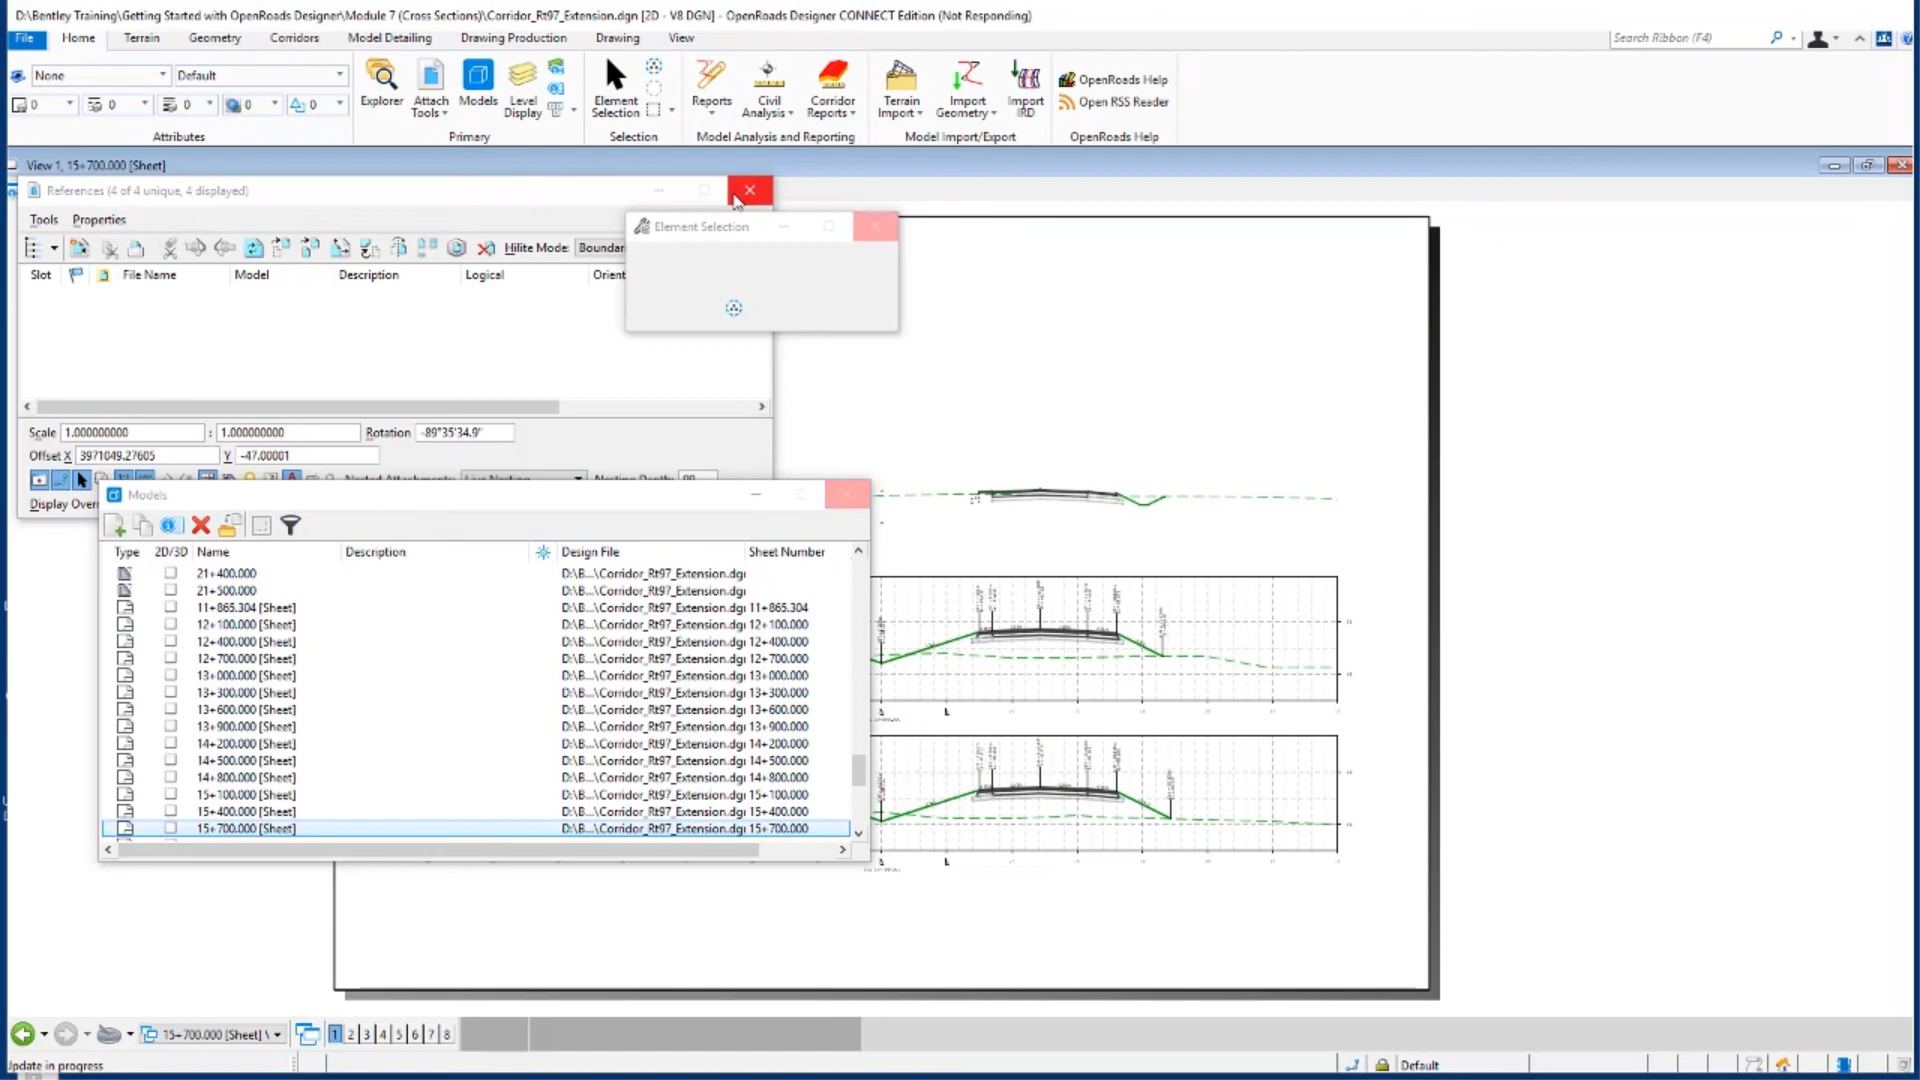 D:\Bentley Training\Getting Started with OpenRoads Designer\Module 7 (Cross Sections)\Corridor_Rt97_Extension.dgn [2D - V8 DGN] - OpenRoads Designer CONNECT Edition (Not Responding)
File Home Terrain Geometry Corridors Model Detailing Drawing Production Drawing View Search Ribbon (F4)
None Default
0 0 0 0 0
Explorer Attach Tools Models Level Display Element Selection Reports Civil Analysis Corridor Reports Terrain Import Import Geometry Import IRD OpenRoads Help
Open RSS Reader
Attributes Primary Selection Model Analysis and Reporting Model Import/Export OpenRoads Help
View 1, 15+700.000 [Sheet]
References (4 of 4 unique, 4 displayed)
Tools Properties
Element Selection
Hilite Mode: Boundar
Slot File Name Model Description Logical Orient
Scale 1.000000000 : 1.000000000 Rotation -89°35'34.9"
Offset X 3971049.27605 Y -47.00001
Display Over
Models
Type 2D/3D Name Description Design File Sheet Number
21+400.000 D:\B...\Corridor_Rt97_Extension.dgn
21+500.000 D:\B...\Corridor_Rt97_Extension.dgn
11+865.304 [Sheet] D:\B...\Corridor_Rt97_Extension.dgn 11+865.304
12+100.000 [Sheet] D:\B...\Corridor_Rt97_Extension.dgn 12+100.000
12+400.000 [Sheet] D:\B...\Corridor_Rt97_Extension.dgn 12+400.000
12+700.000 [Sheet] D:\B...\Corridor_Rt97_Extension.dgn 12+700.000
13+000.000 [Sheet] D:\B...\Corridor_Rt97_Extension.dgn 13+000.000
13+300.000 [Sheet] D:\B...\Corridor_Rt97_Extension.dgn 13+300.000
13+600.000 [Sheet] D:\B...\Corridor_Rt97_Extension.dgn 13+600.000
13+900.000 [Sheet] D:\B...\Corridor_Rt97_Extension.dgn 13+900.000
14+200.000 [Sheet] D:\B...\Corridor_Rt97_Extension.dgn 14+200.000
14+500.000 [Sheet] D:\B...\Corridor_Rt97_Extension.dgn 14+500.000
14+800.000 [Sheet] D:\B...\Corridor_Rt97_Extension.dgn 14+800.000
15+100.000 [Sheet] D:\B...\Corridor_Rt97_Extension.dgn 15+100.000
15+400.000 [Sheet] D:\B...\Corridor_Rt97_Extension.dgn 15+400.000
15+700.000 [Sheet] D:\B...\Corridor_Rt97_Extension.dgn 15+700.000
15+700.000 [Sheet] \ 1 2 3 4 5 6 7 8
Update in progress Default